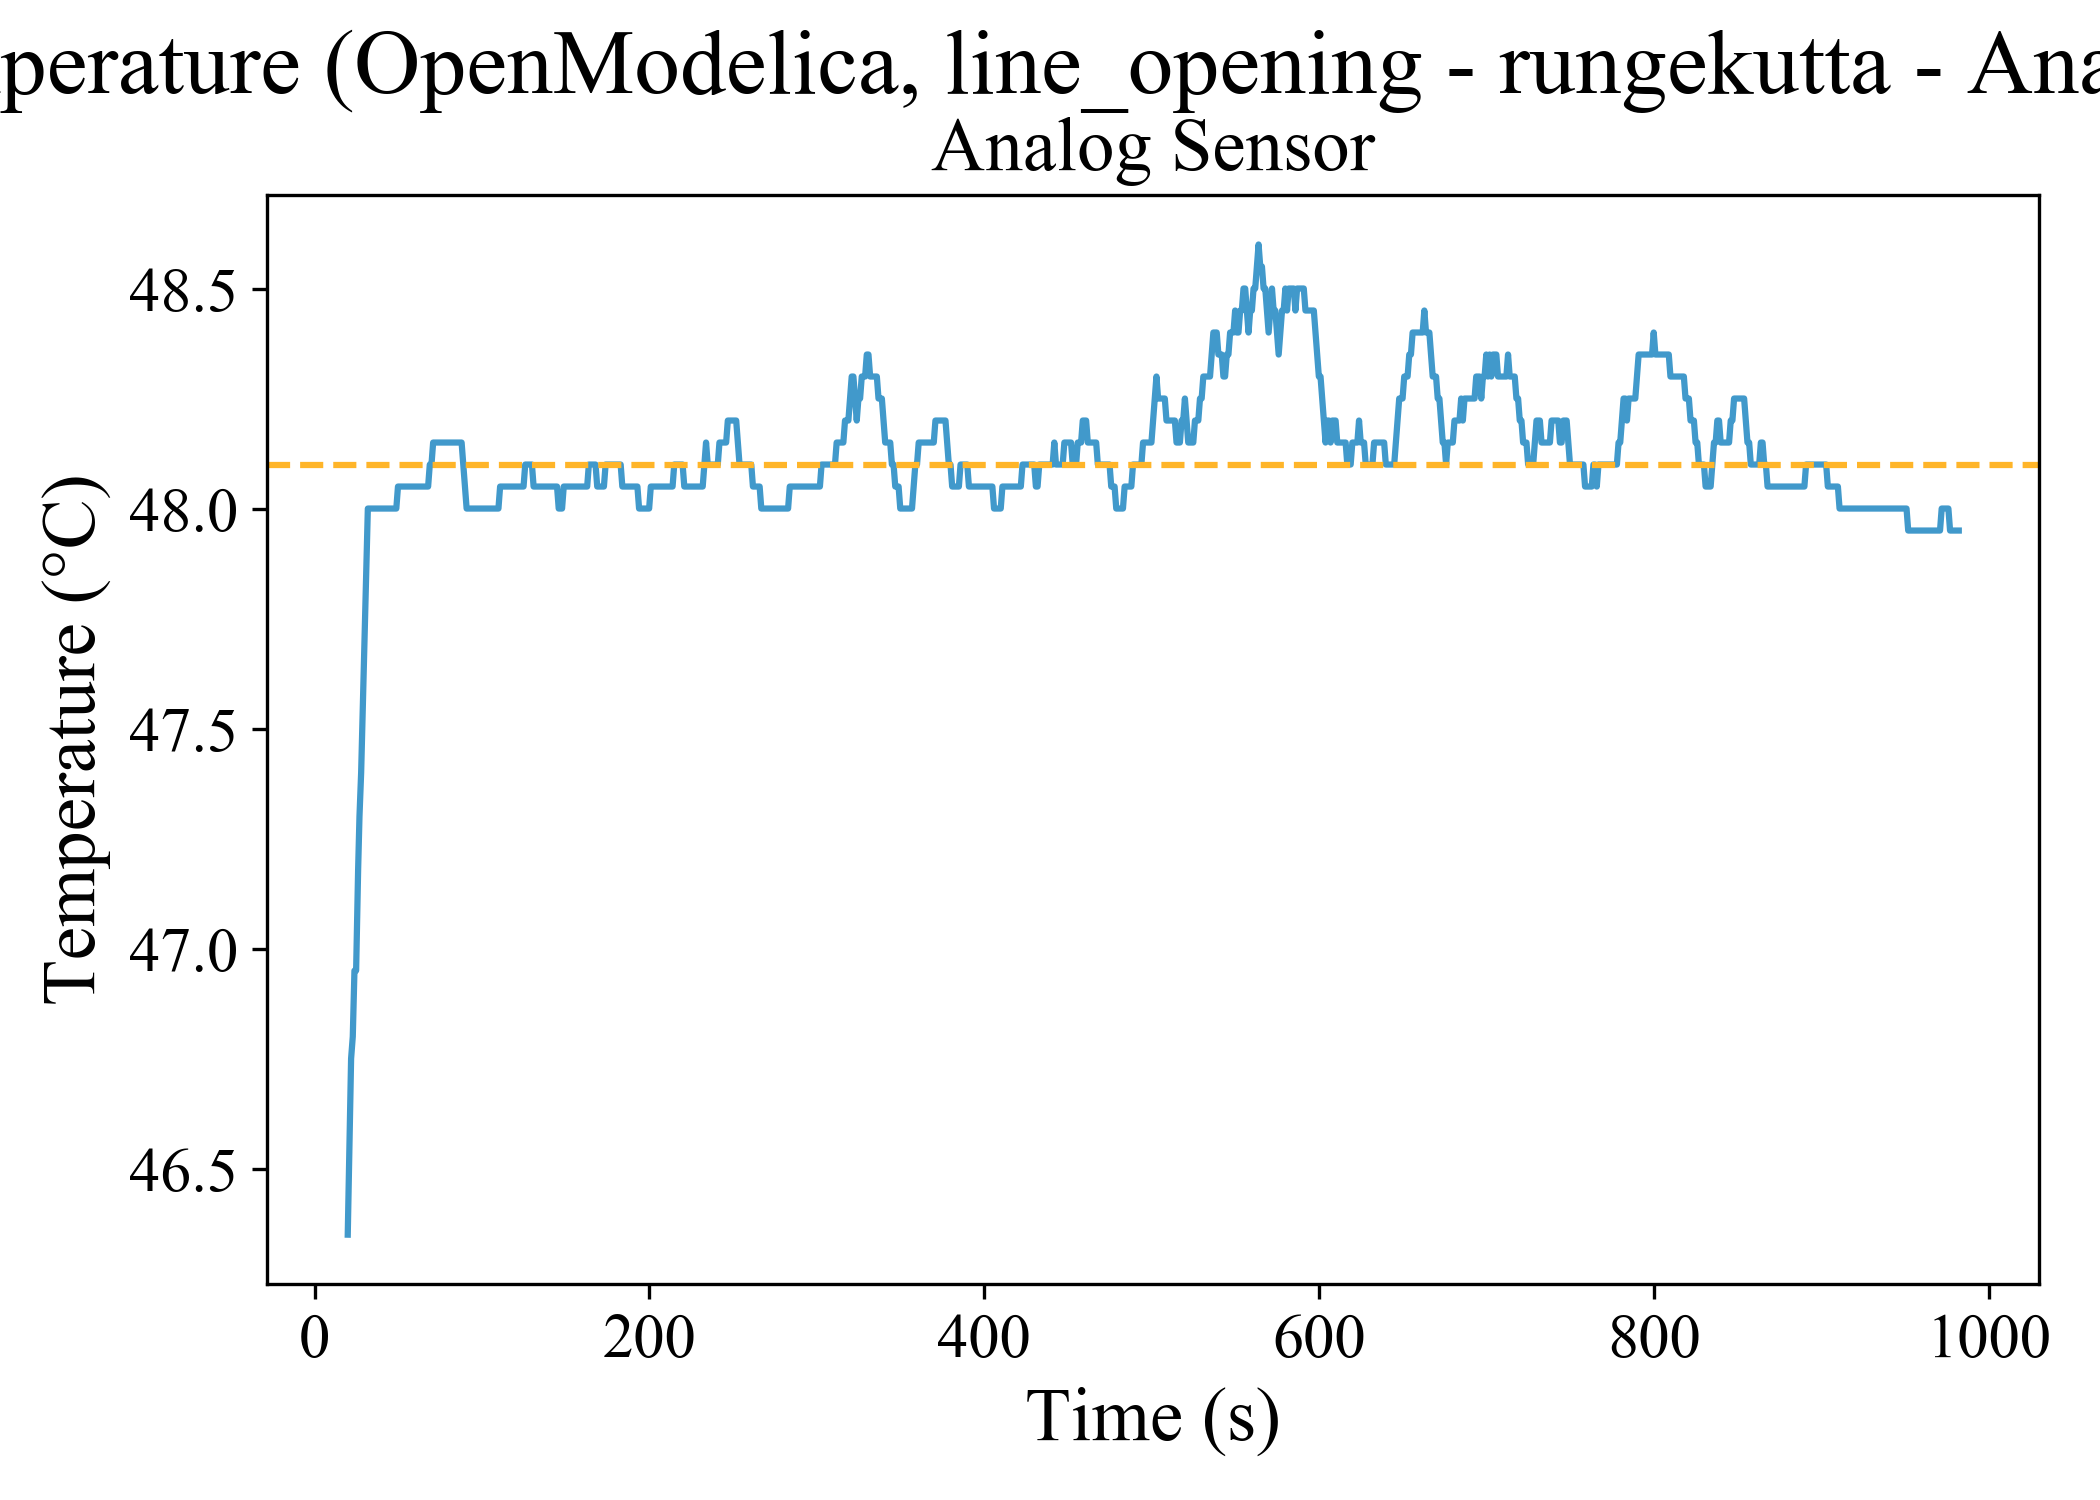 perature (OpenModelica, line_opening - rungekutta - Ana
Analog Sensor
Temperature (°C)
48.5
48.0
47.5
47.0
46.5
0 200 400 600 800 1000
Time (s)